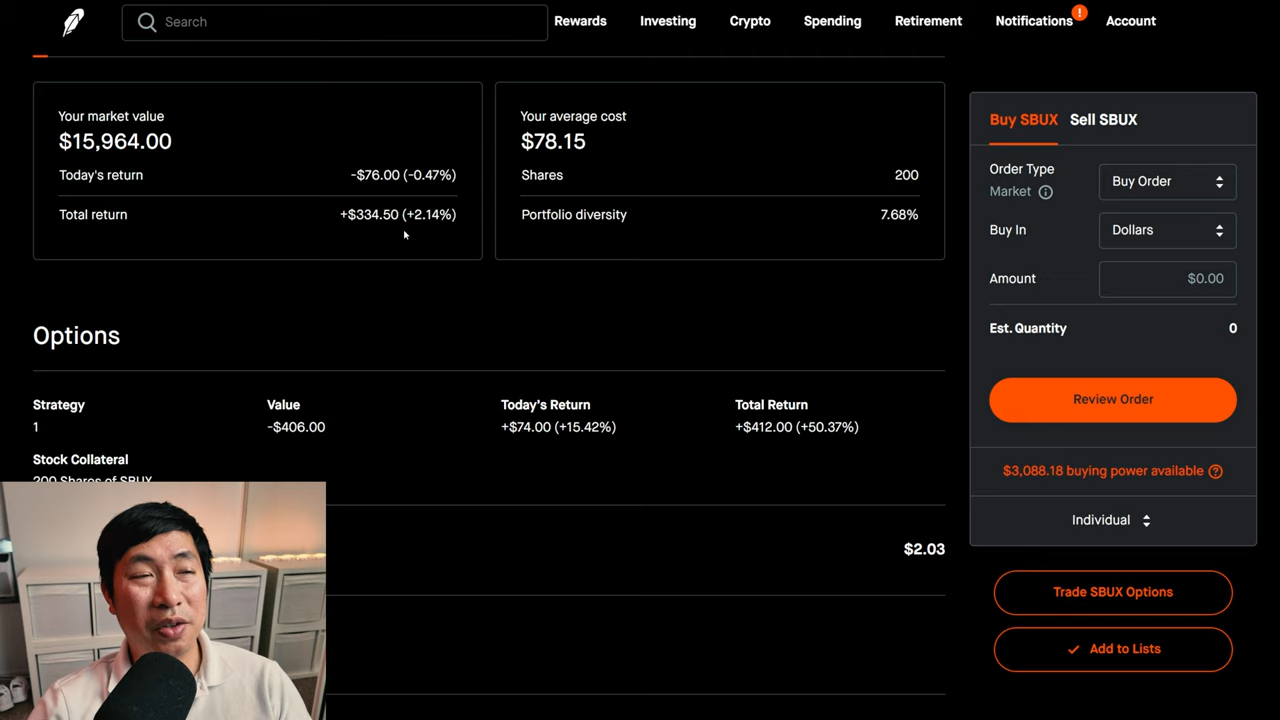 Search
Rewards
Investing
Crypto
Spending
Retirement
Notifications
!
Account
Your market value
$15,964.00
Today's return -$76.00 (-0.47%)
Total return +$334.50 (+2.14%)
Your average cost
$78.15
Shares 200
Portfolio diversity 7.68%
Options
Strategy Value Today's Return Total Return
1 -$406.00 +$74.00 (+15.42%) +$412.00 (+50.37%)
Stock Collateral
200 Shares of SBUX
$2.03
Buy SBUX Sell SBUX
Order Type
Market
Buy Order
Buy In Dollars
Amount $0.00
Est. Quantity 0
Review Order
$3,088.18 buying power available
Individual
Trade SBUX Options
Add to Lists